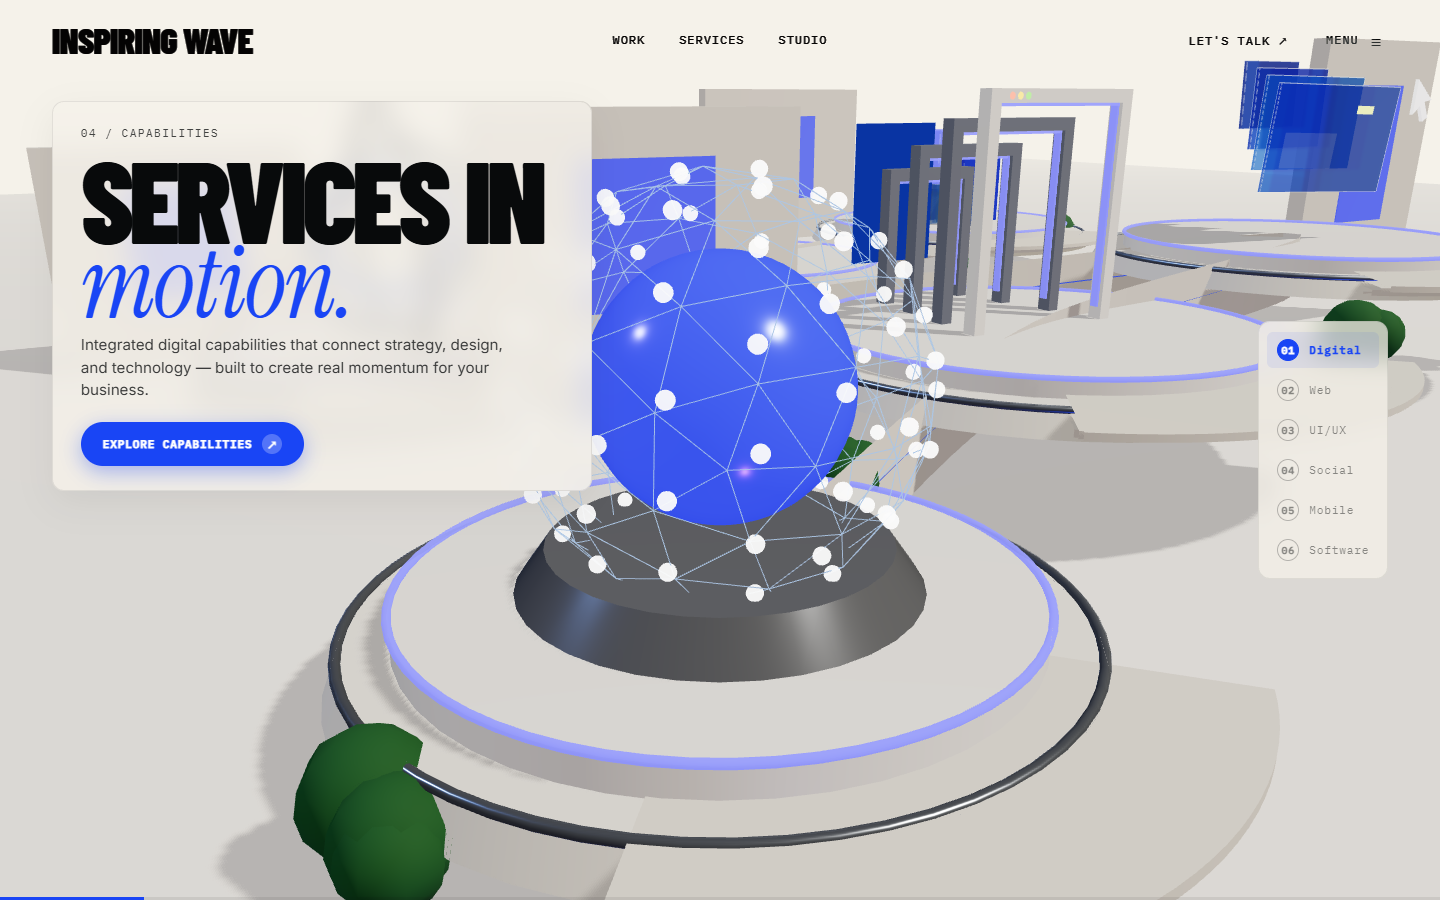 INSPIRING WAVE
WORK
SERVICES
STUDIO
LET'S TALK ↗
MENU ≡
04 / CAPABILITIES
SERVICES IN
motion.
Integrated digital capabilities that connect strategy, design,
and technology — built to create real momentum for your
business.
EXPLORE CAPABILITIES ↗
01 Digital
02 Web
03 UI/UX
04 Social
05 Mobile
06 Software